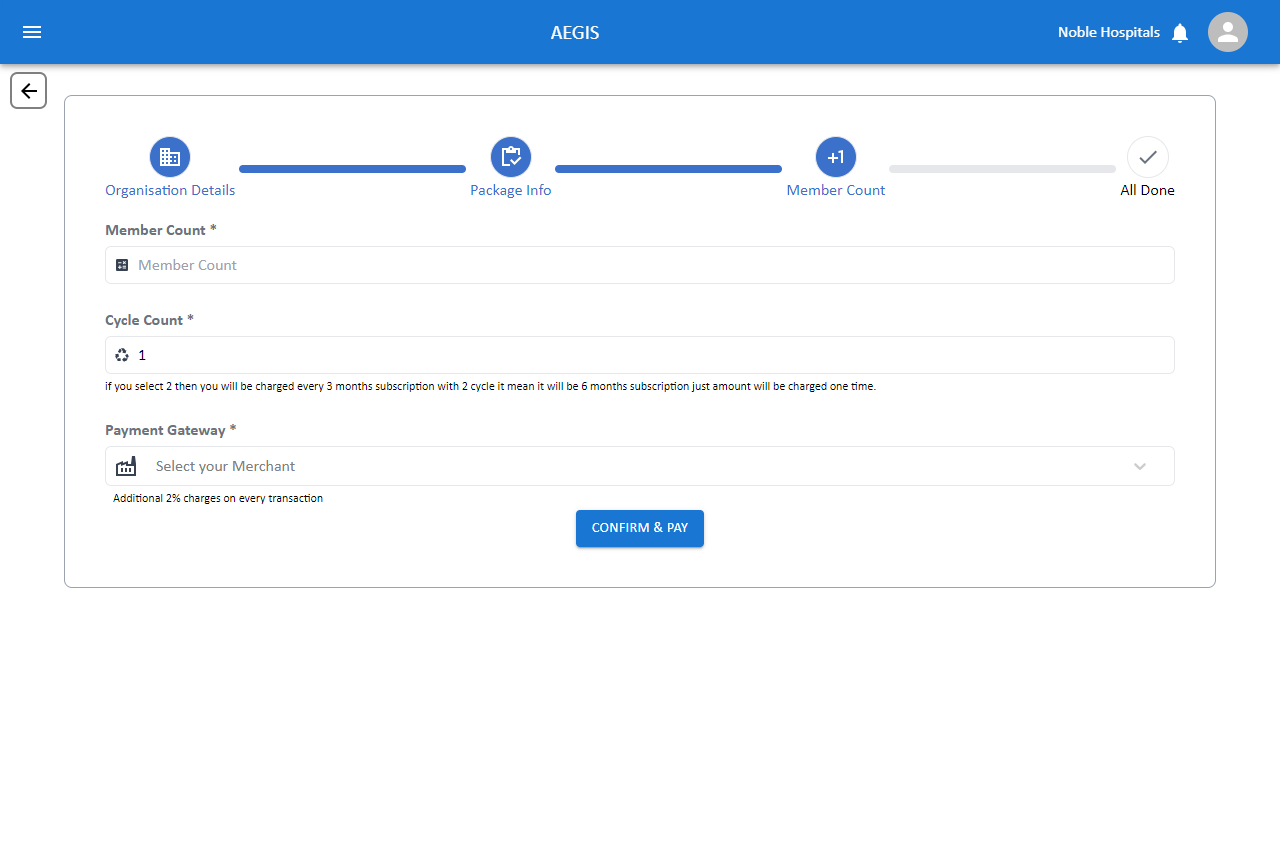 AEGIS
Noble Hospitals
Organisation Details
Package Info
+1
Member Count
All Done
Member Count *
Member Count
Cycle Count *
1
if you select 2 then you will be charged every 3 months subscription with 2 cycle it mean it will be 6 months subscription just amount will be charged one time.
Payment Gateway *
Select your Merchant
Additional 2% charges on every transaction
CONFIRM & PAY